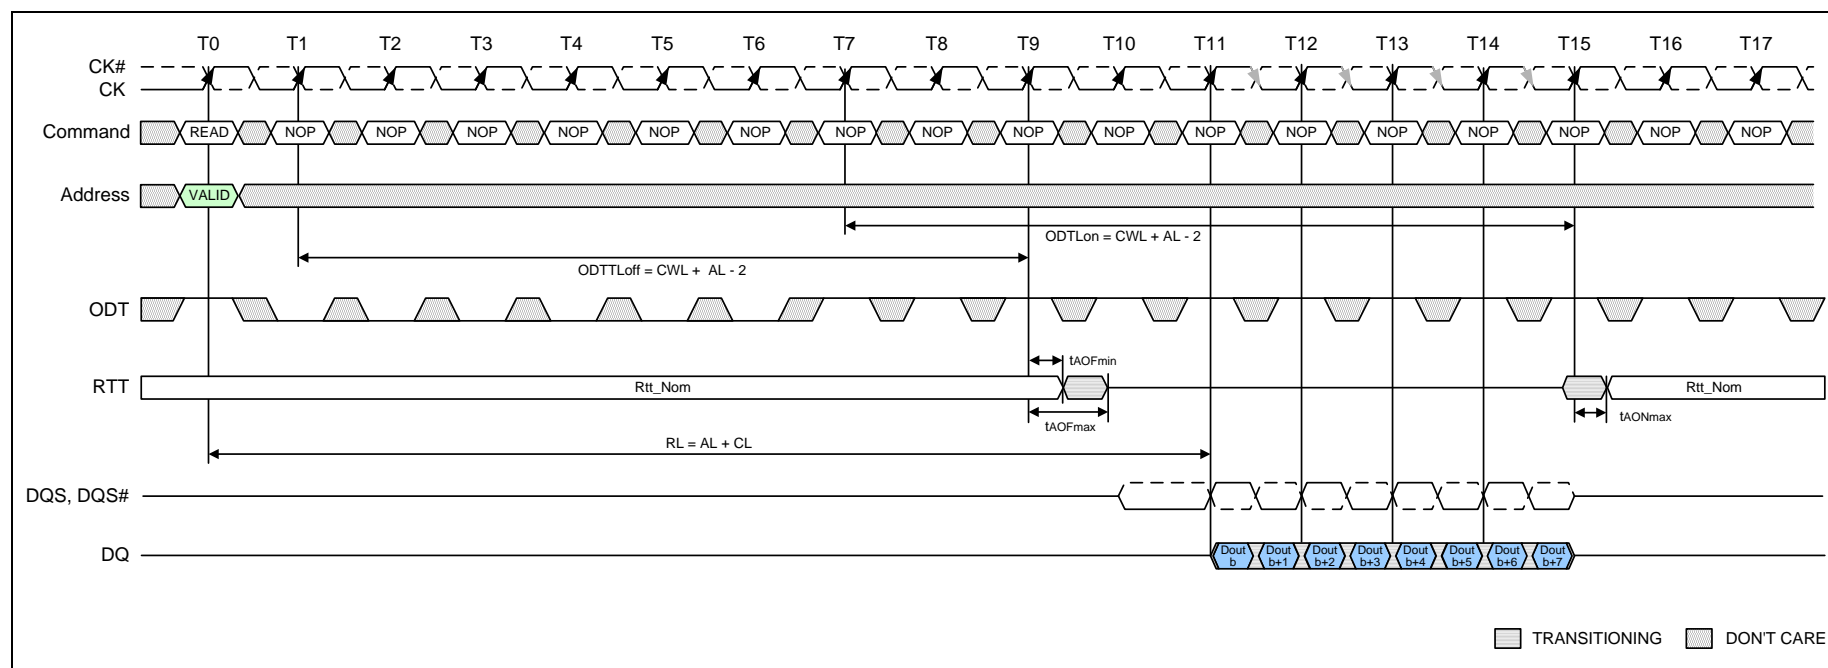 T0 T1 T2 T3 T4 T5 T6 T7 T8 T9 T10 T11 T12 T13 T14 T15 T16 T17
CK#
CK
Command READ NOP NOP NOP NOP NOP NOP NOP NOP NOP NOP NOP NOP NOP NOP NOP NOP NOP
Address VALID
ODTLon = CWL + AL - 2
ODTTLoff = CWL + AL - 2
ODT
tAOFmin
RTT Rtt_Nom Rtt_Nom
tAOFmax tAONmax
RL = AL + CL
DQS, DQS#
DQ Dout b Dout b+1 Dout b+2 Dout b+3 Dout b+4 Dout b+5 Dout b+6 Dout b+7
TRANSITIONING DON'T CARE